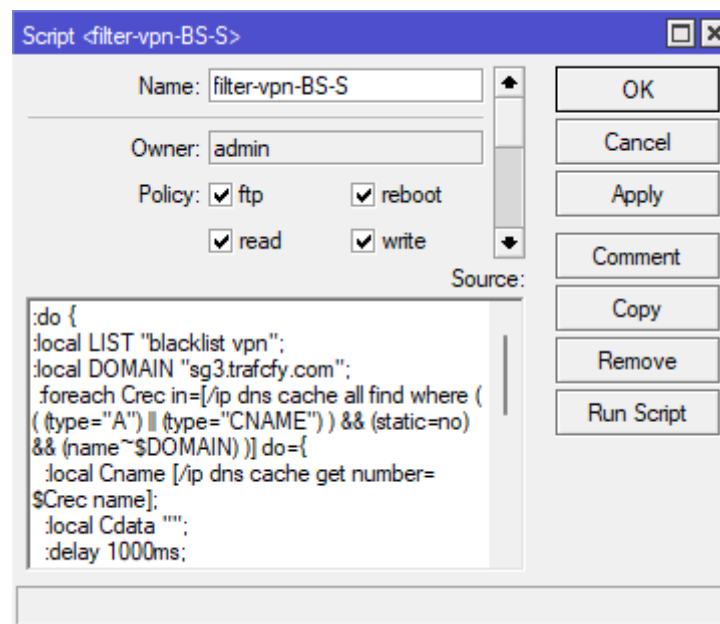 Script <filter-vpn-BS-S>
Name: filter-vpn-BS-S
Owner: admin
Policy: ftp reboot
read write
Source:
:do {
:local LIST "blacklist vpn";
:local DOMAIN "sg3.trafcfy.com";
:foreach Crec in=[/ip dns cache all find where (
( (type="A") || (type="CNAME") ) && (static=no)
&& (name~$DOMAIN) )] do={
:local Cname [/ip dns cache get number=
$Crec name];
:local Cdata "";
:delay 1000ms;
OK
Cancel
Apply
Comment
Copy
Remove
Run Script